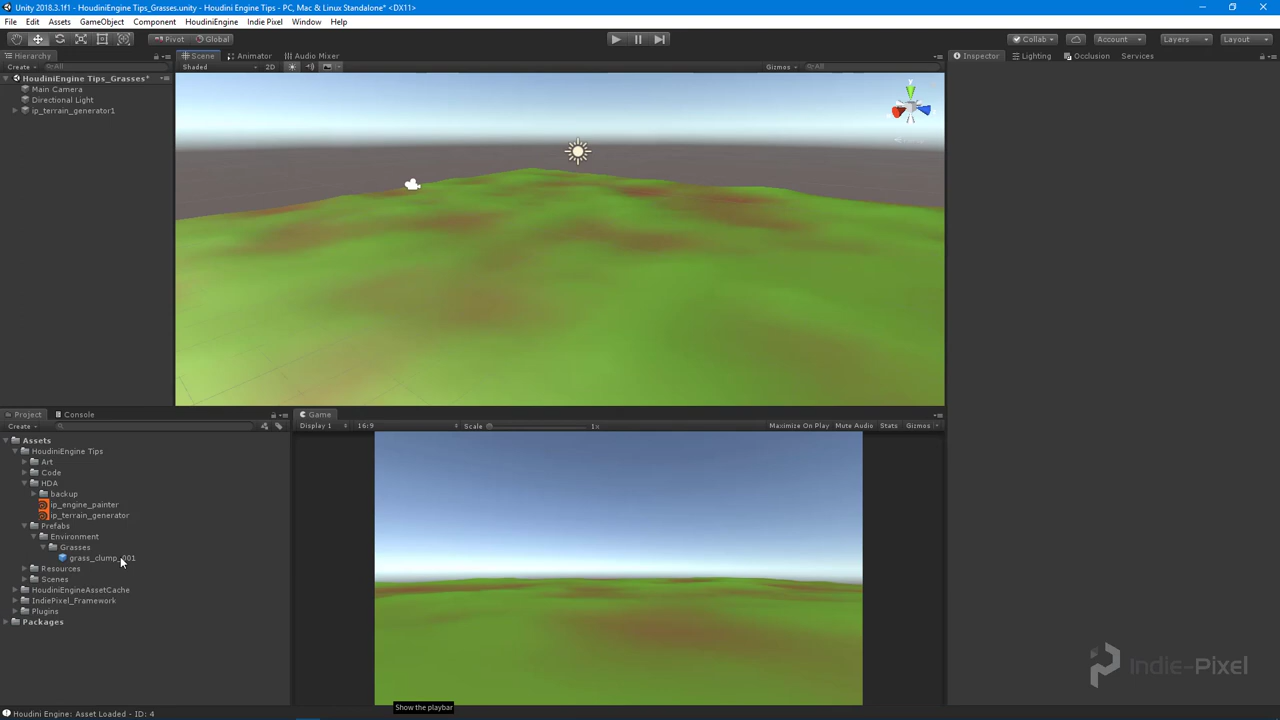 Unity 2018.3.1f1 - HoudiniEngine Tips_Grasses.unity - Houdini Engine Tips - PC, Mac & Linux Standalone* <DX11>
File Edit Assets GameObject Component HoudiniEngine Indie Pixel Window Help
Pivot Global Collab Account Layers Layout
Hierarchy Scene Animator Audio Mixer Inspector Lighting Occlusion Services
Create All Shaded 2D Gizmos All
HoudiniEngine Tips_Grasses*
Main Camera
Directional Light
ip_terrain_generator1
Project Console Game
Create Display 1 16:9 Scale 1x Maximize On Play Mute Audio Stats Gizmos
Assets
HoudiniEngine Tips
Art
Code
HDA
backup
ip_engine_painter
ip_terrain_generator
Prefabs
Environment
Grasses
grass_clump_001
Resources
Scenes
HoudiniEngineAssetCache
IndiePixel_Framework
Plugins
Packages
Indie-Pixel
Show the playbar
Houdini Engine: Asset Loaded - ID: 4